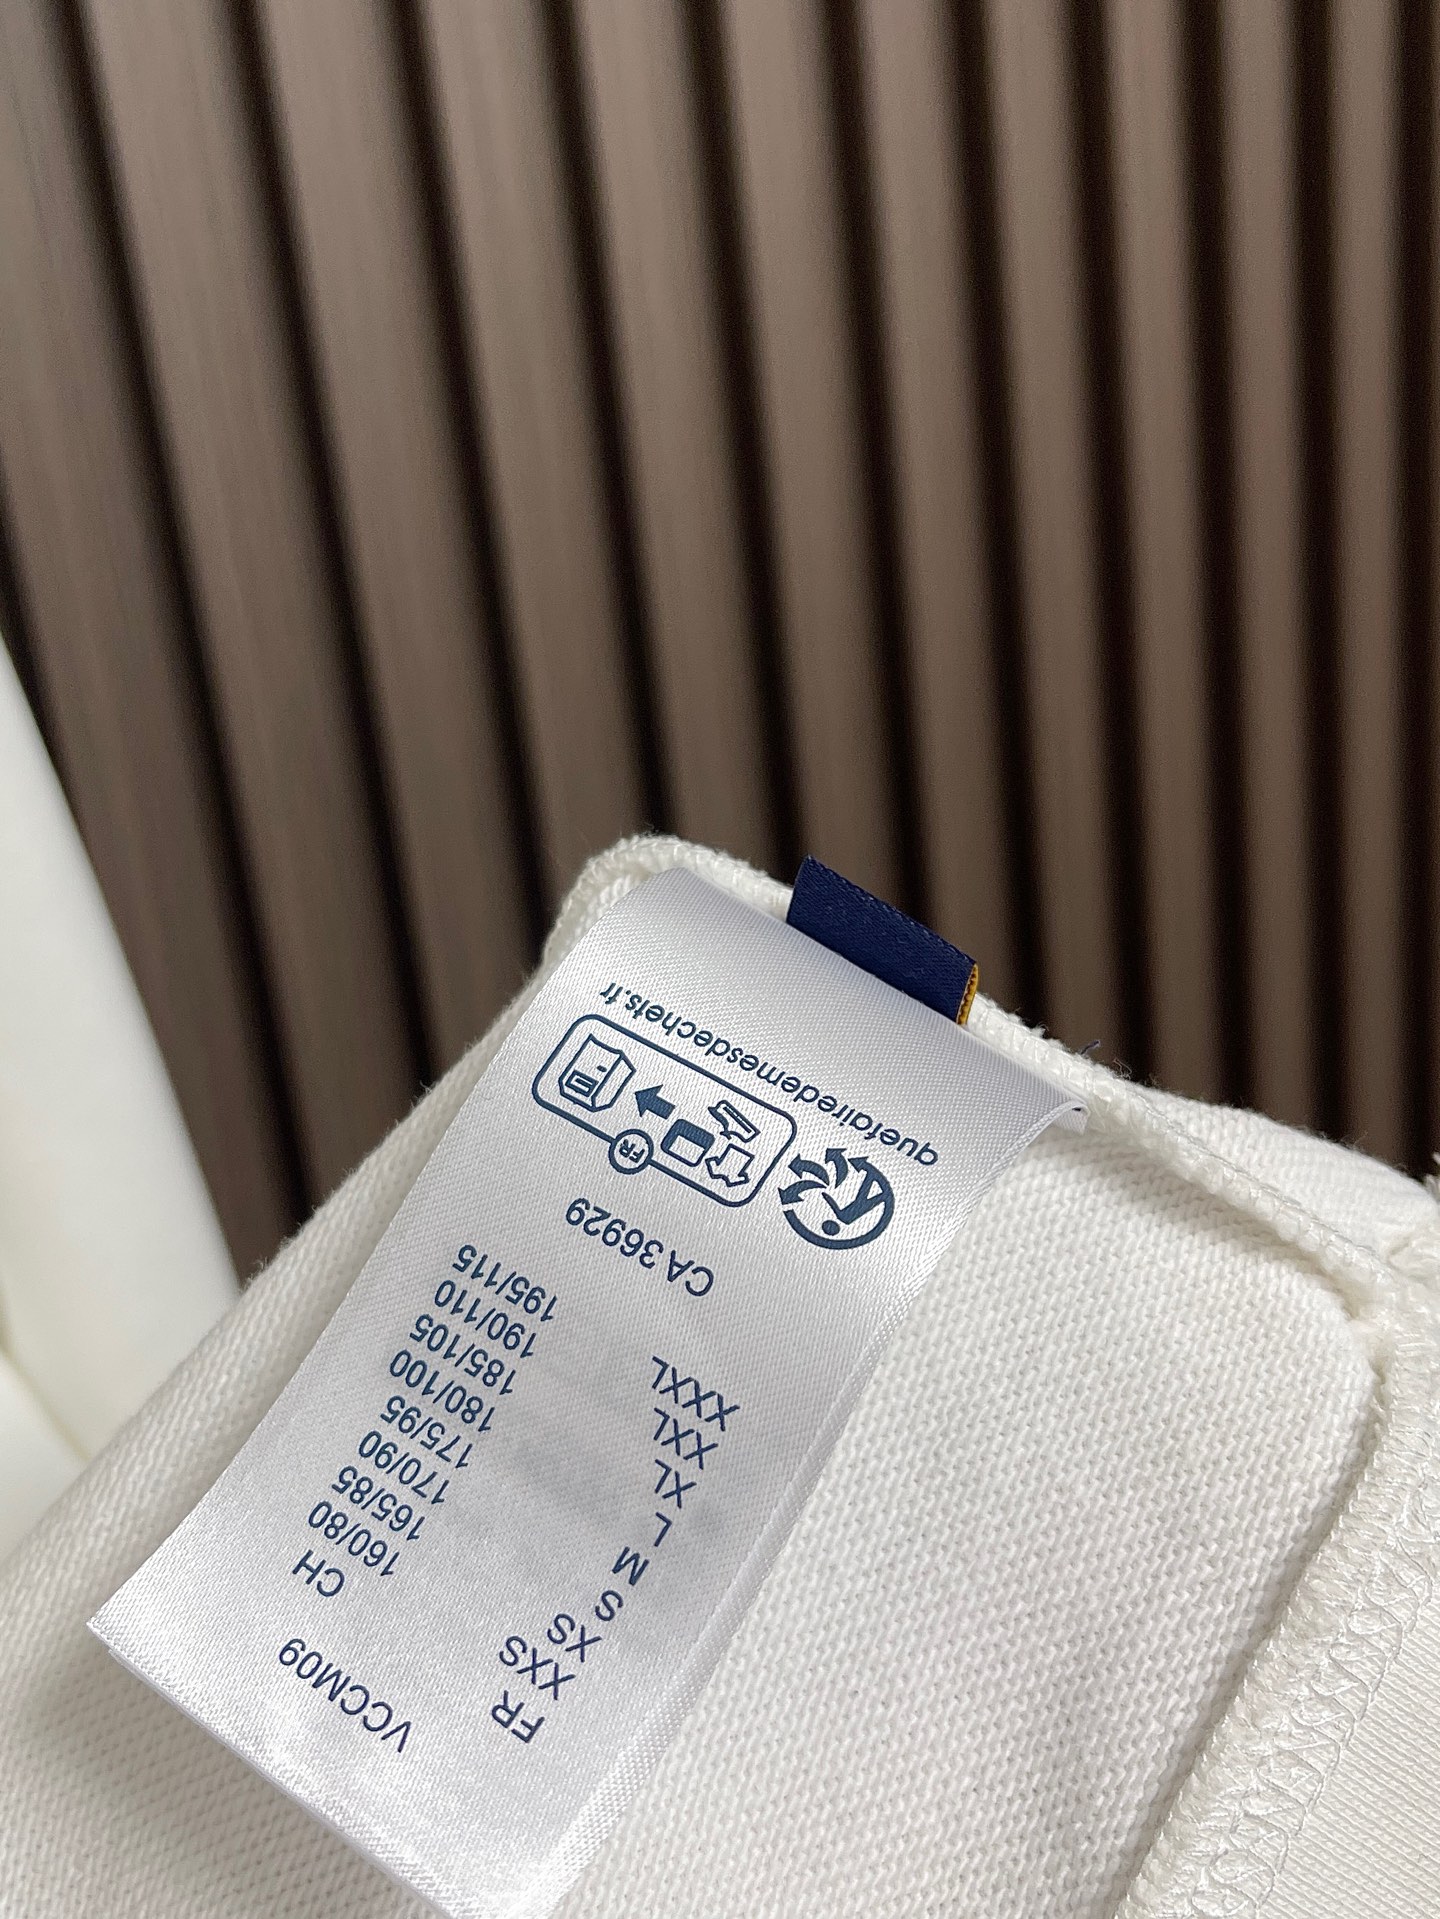 VCCM09
FR CH
XXS 160/80
XS 165/85
S 170/90
M 175/95
L 180/100
XL 185/105
XXL 190/110
XXXL 195/115
CA 36929
FR
quefairedemesdechets.fr